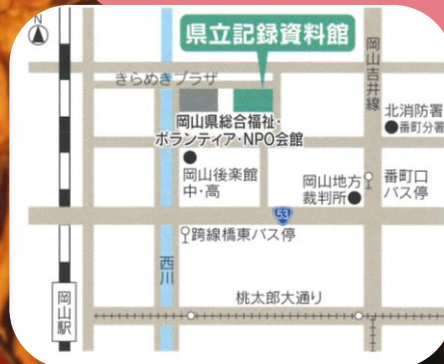 N
県立記録資料館
きらめきプラザ
岡山県総合福祉・
ボランティア・NPO会館
岡山吉井線
北消防署
番町分署
岡山後楽館
中・高
岡山地方
裁判所
番町口
バス停
53
跨線橋東バス停
西川
岡山駅
桃太郎大通り